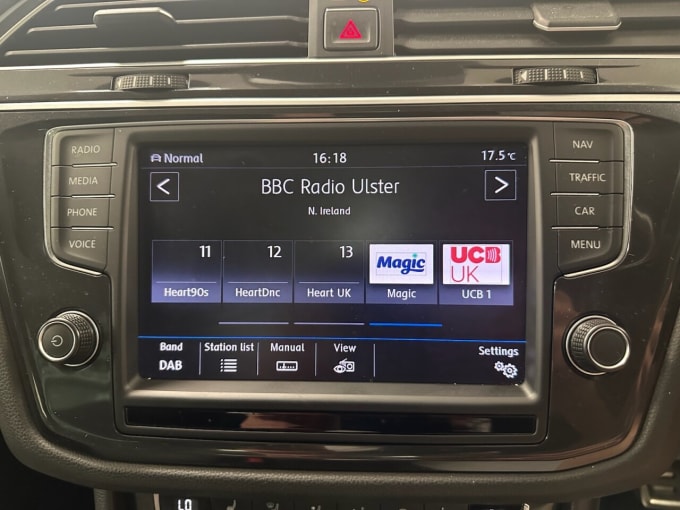 RADIO
MEDIA
PHONE
VOICE
NAV
TRAFFIC
CAR
MENU
Normal 16:18 17.5°C
< BBC Radio Ulster >
N. Ireland
11 12 13 Magic UCB UK
Heart90s HeartDnc Heart UK Magic UCB 1
Band Station list Manual View Settings
DAB
LO